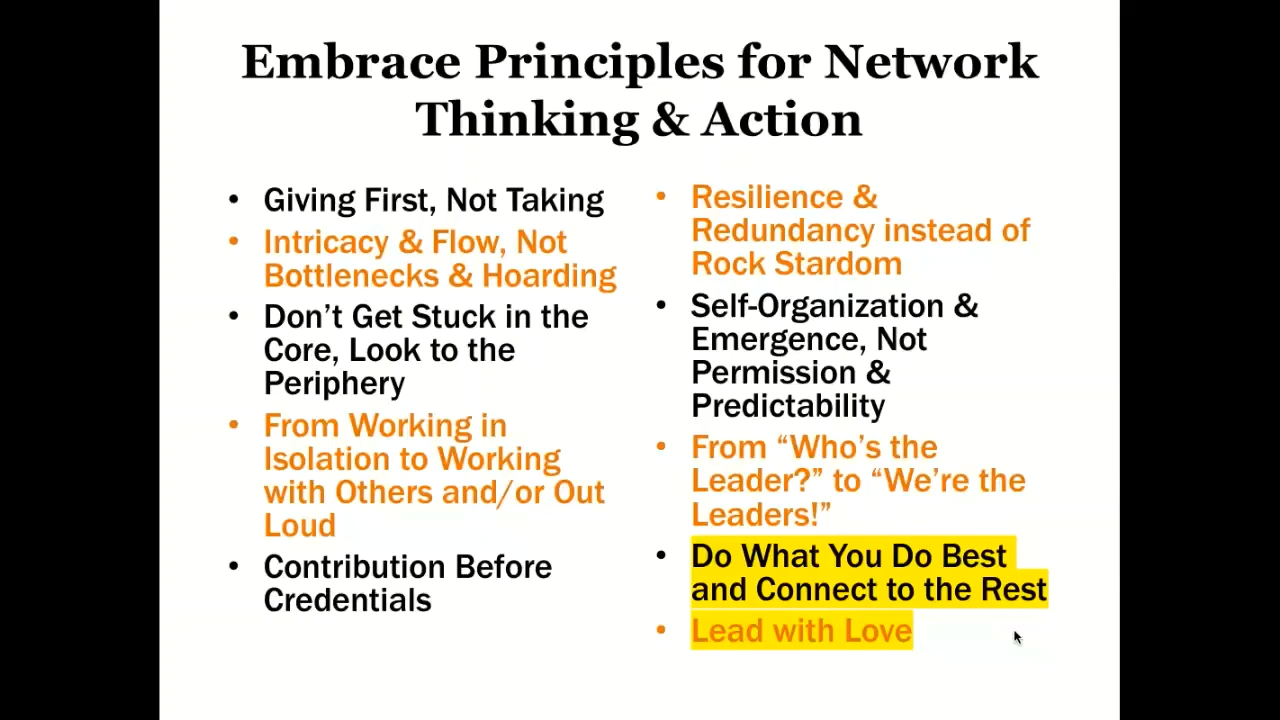 Embrace Principles for Network
Thinking & Action
• Giving First, Not Taking
• Intricacy & Flow, Not
Bottlenecks & Hoarding
• Don’t Get Stuck in the
Core, Look to the
Periphery
• From Working in
Isolation to Working
with Others and/or Out
Loud
• Contribution Before
Credentials
• Resilience &
Redundancy instead of
Rock Stardom
• Self-Organization &
Emergence, Not
Permission &
Predictability
• From “Who’s the
Leader?” to “We’re the
Leaders!”
• Do What You Do Best
and Connect to the Rest
• Lead with Love